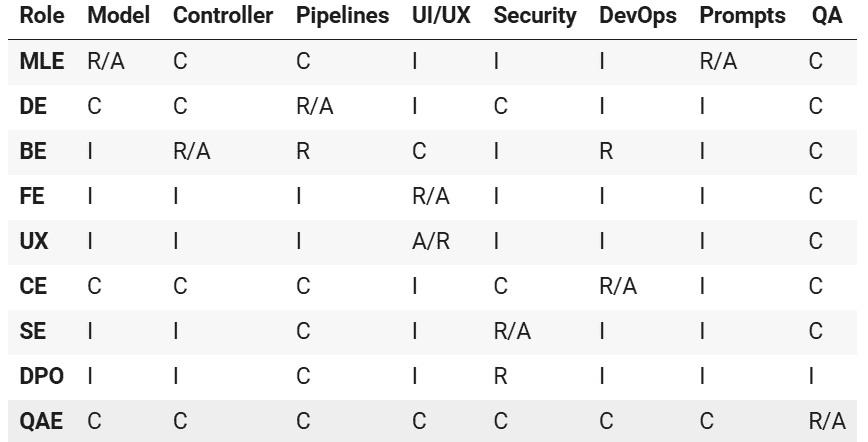 Role Model Controller Pipelines UI/UX Security DevOps Prompts QA
MLE R/A C C I I I R/A C
DE C C R/A I C I I C
BE I R/A R C I R I C
FE I I I R/A I I I C
UX I I I A/R I I I C
CE C C C I C R/A I C
SE I I C I R/A I I C
DPO I I C I R I I I
QAE C C C C C C C R/A